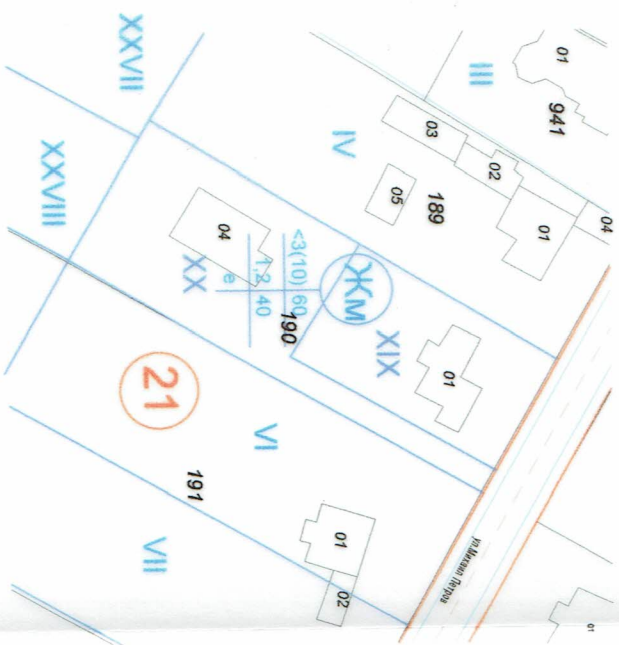 01
941
III
04
02
03
IV
189
05
01
XXVII
XXVIII
04
XX
<3(10) 60
1,2 40
е
190
Жм
XIX
01
21
VI
191
VII
01
02
ул.Михаил Петров
01